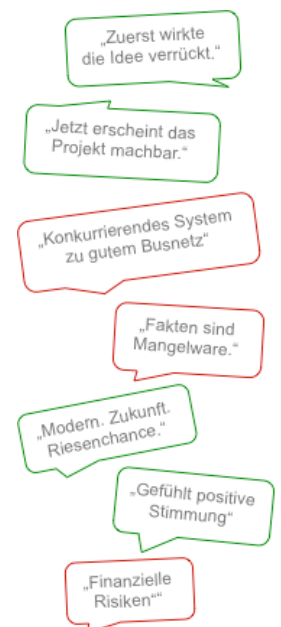 „Zuerst wirkte
die Idee verrückt.“
„Jetzt erscheint das
Projekt machbar.“
„Konkurrierendes System
zu gutem Busnetz“
„Fakten sind
Mangelware.“
„Modern. Zukunft.
Riesenchance.“
„Gefühlt positive
Stimmung“
„Finanzielle
Risiken““